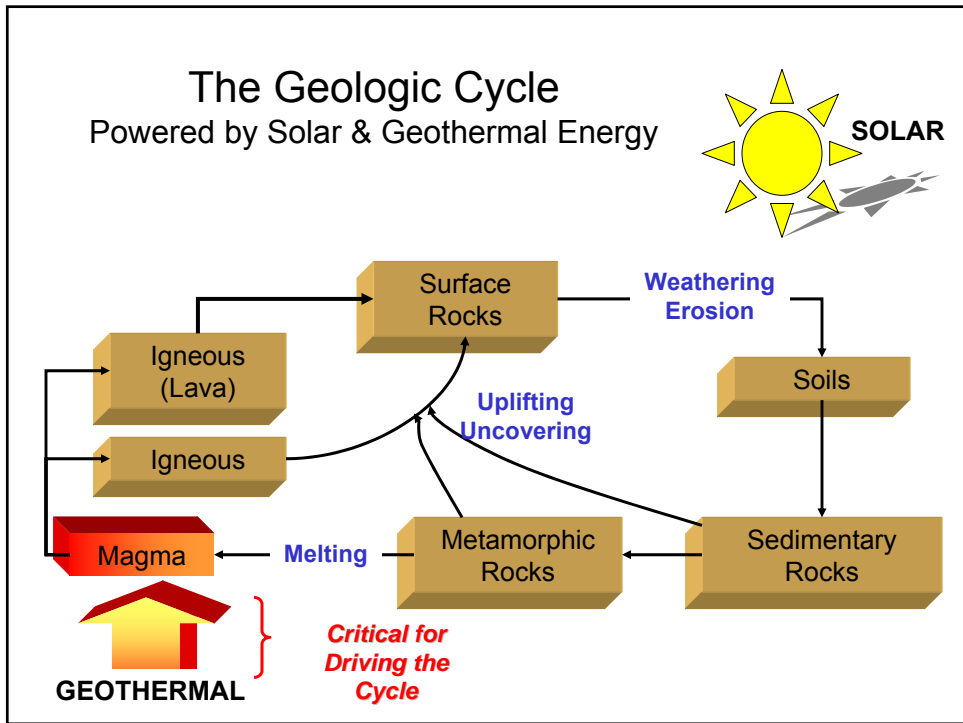 The Geologic Cycle
Powered by Solar & Geothermal Energy
SOLAR
Surface
Rocks
Weathering
Erosion
Igneous
(Lava)
Soils
Uplifting
Uncovering
Igneous
Magma
Melting
Metamorphic
Rocks
Sedimentary
Rocks
GEOTHERMAL
Critical for
Driving the
Cycle